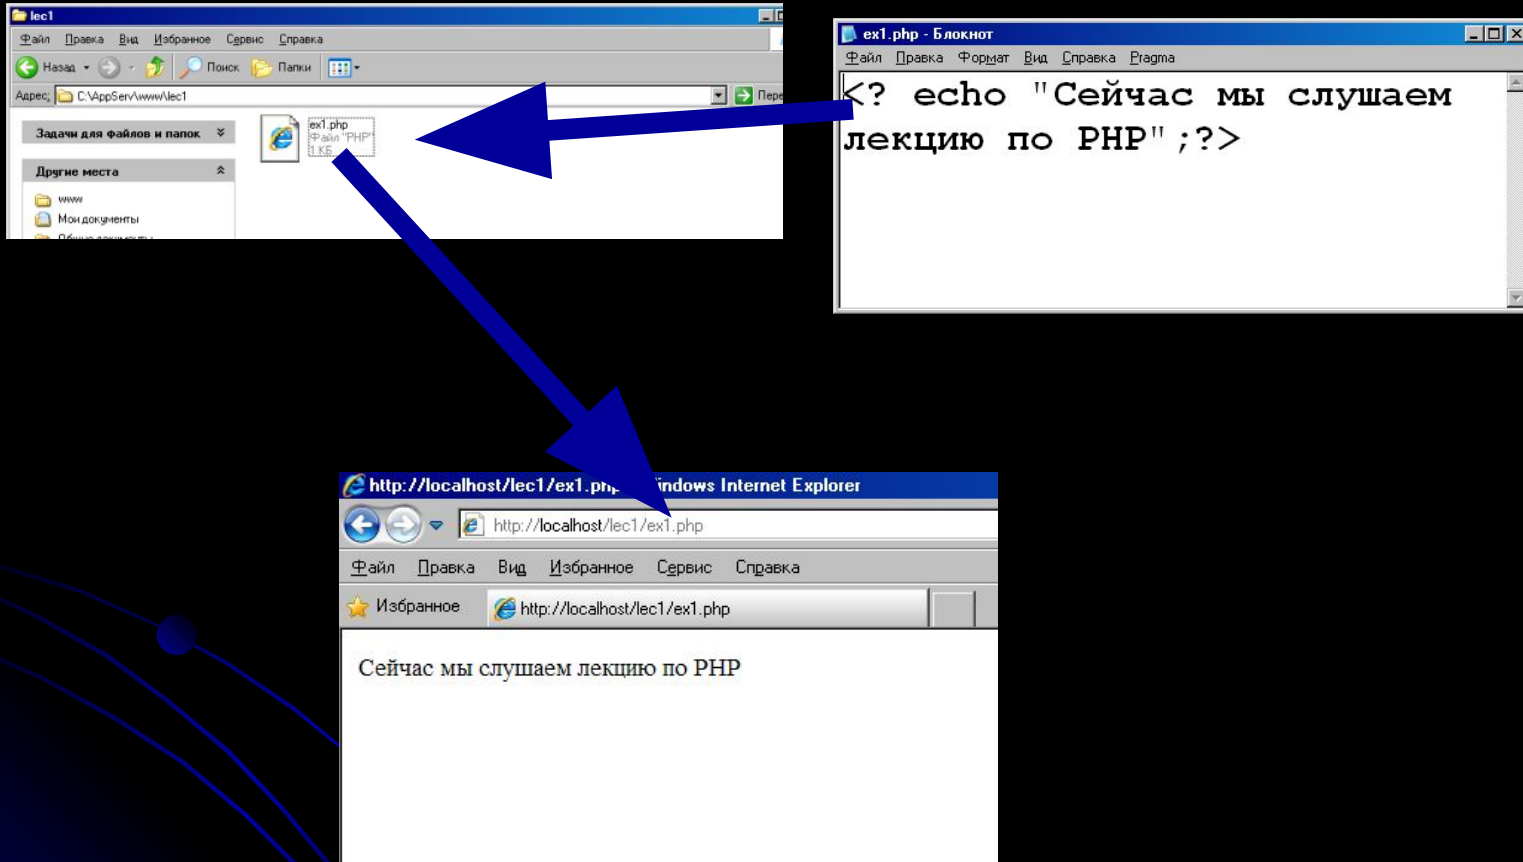 lec1
Файл Правка Вид Избранное Сервис Справка
Назад Поиск Папки
Адрес: C:\AppServ\www\lec1
Задачи для файлов и папок
Другие места
www
Мои документы
ex1.php
Файл "PHP"
1 КБ
ex1.php - Блокнот
Файл Правка Формат Вид Справка Pragma
<? echo "Сейчас мы слушаем
лекцию по PHP";?>
http://localhost/lec1/ex1.php Windows Internet Explorer
http://localhost/lec1/ex1.php
Файл Правка Вид Избранное Сервис Справка
Избранное http://localhost/lec1/ex1.php
Сейчас мы слушаем лекцию по PHP